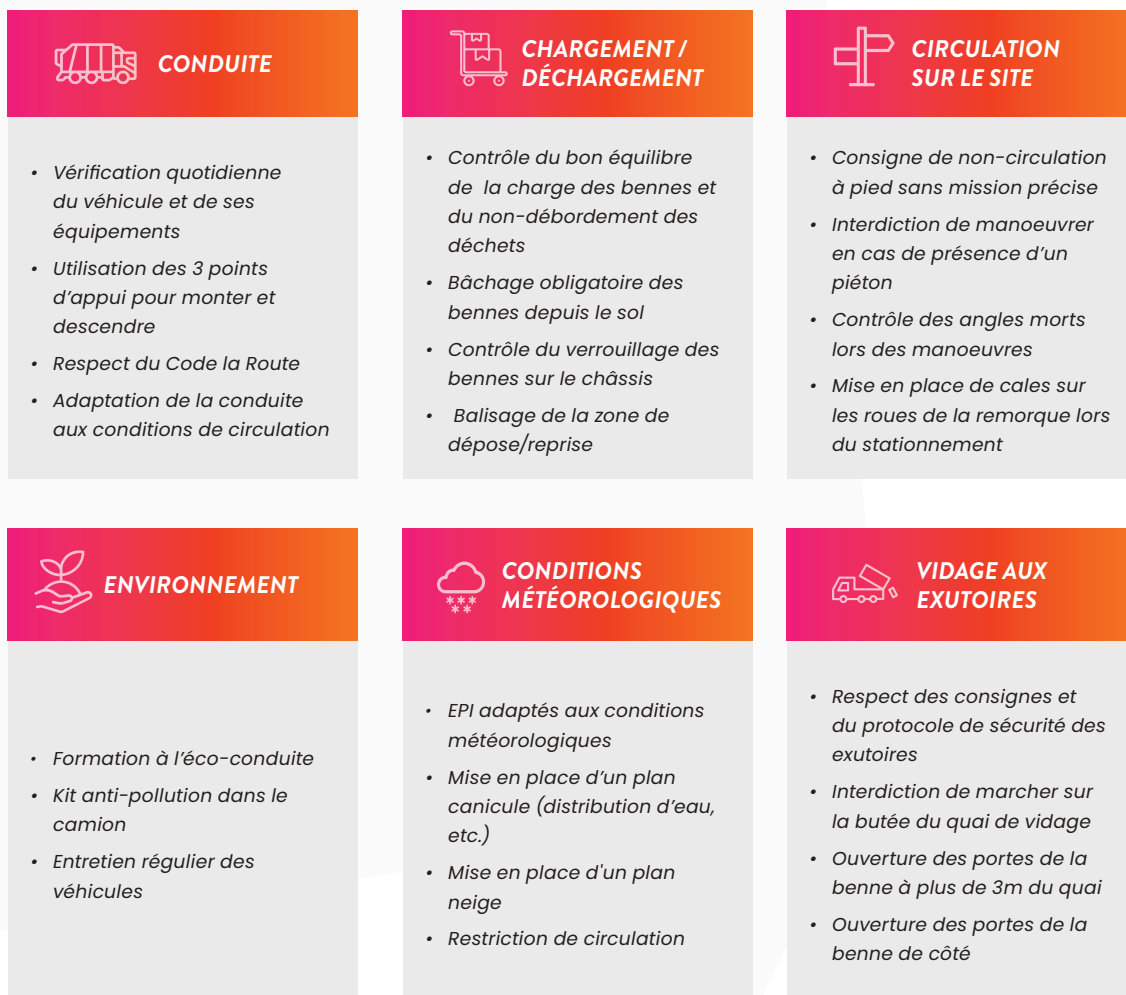 CONDUITE
• Vérification quotidienne
du véhicule et de ses
équipements
• Utilisation des 3 points
d’appui pour monter et
descendre
• Respect du Code la Route
• Adaptation de la conduite
aux conditions de circulation
CHARGEMENT /
DÉCHARGEMENT
• Contrôle du bon équilibre
de la charge des bennes et
du non-débordement des
déchets
• Bâchage obligatoire des
bennes depuis le sol
• Contrôle du verrouillage des
bennes sur le châssis
• Balisage de la zone de
dépose/reprise
CIRCULATION
SUR LE SITE
• Consigne de non-circulation
à pied sans mission précise
• Interdiction de manoeuvrer
en cas de présence d’un
piéton
• Contrôle des angles morts
lors des manoeuvres
• Mise en place de cales sur
les roues de la remorque lors
du stationnement
ENVIRONNEMENT
• Formation à l’éco-conduite
• Kit anti-pollution dans le
camion
• Entretien régulier des
véhicules
CONDITIONS
MÉTÉOROLOGIQUES
• EPI adaptés aux conditions
météorologiques
• Mise en place d’un plan
canicule (distribution d’eau,
etc.)
• Mise en place d'un plan
neige
• Restriction de circulation
VIDAGE AUX
EXUTOIRES
• Respect des consignes et
du protocole de sécurité des
exutoires
• Interdiction de marcher sur
la butée du quai de vidage
• Ouverture des portes de la
benne à plus de 3m du quai
• Ouverture des portes de la
benne de côté